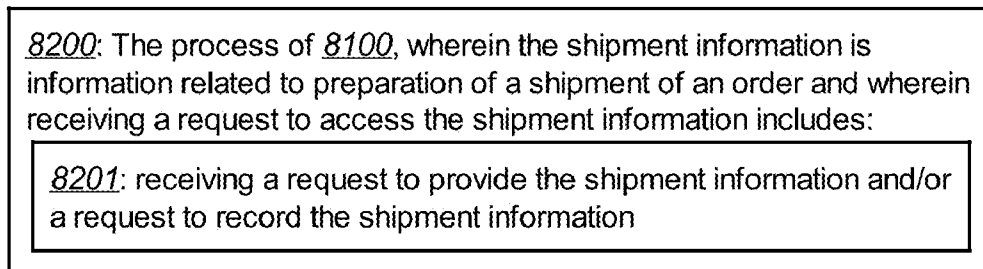 8200: The process of 8100, wherein the shipment information is
information related to preparation of a shipment of an order and wherein
receiving a request to access the shipment information includes:
8201: receiving a request to provide the shipment information and/or
a request to record the shipment information